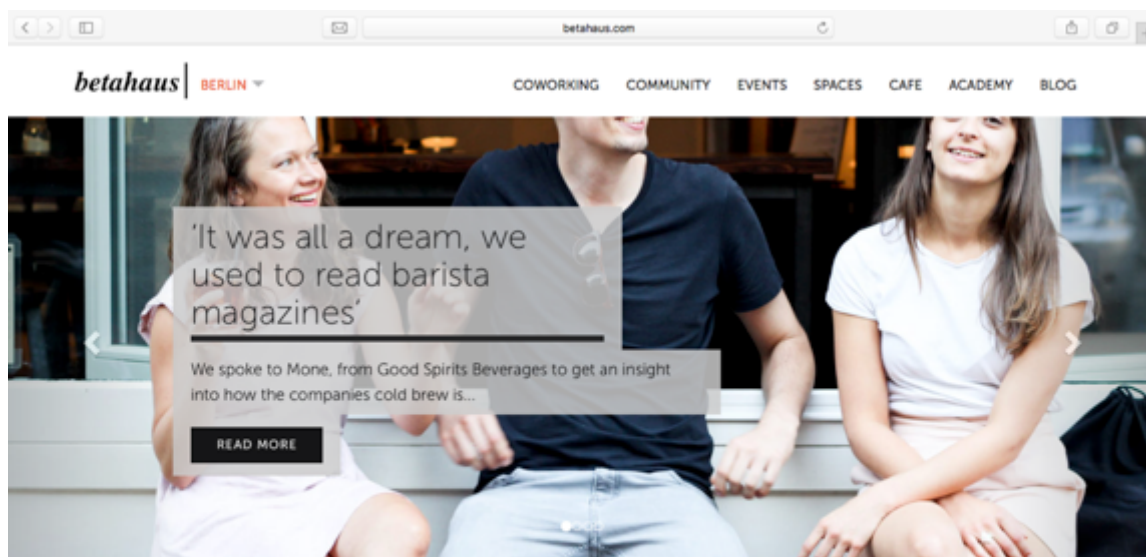 betahaus.com
betahaus| BERLIN
COWORKING COMMUNITY EVENTS SPACES CAFE ACADEMY BLOG
'It was all a dream, we
used to read barista
magazines'
We spoke to Mone, from Good Spirits Beverages to get an insight
into how the companies cold brew is...
READ MORE